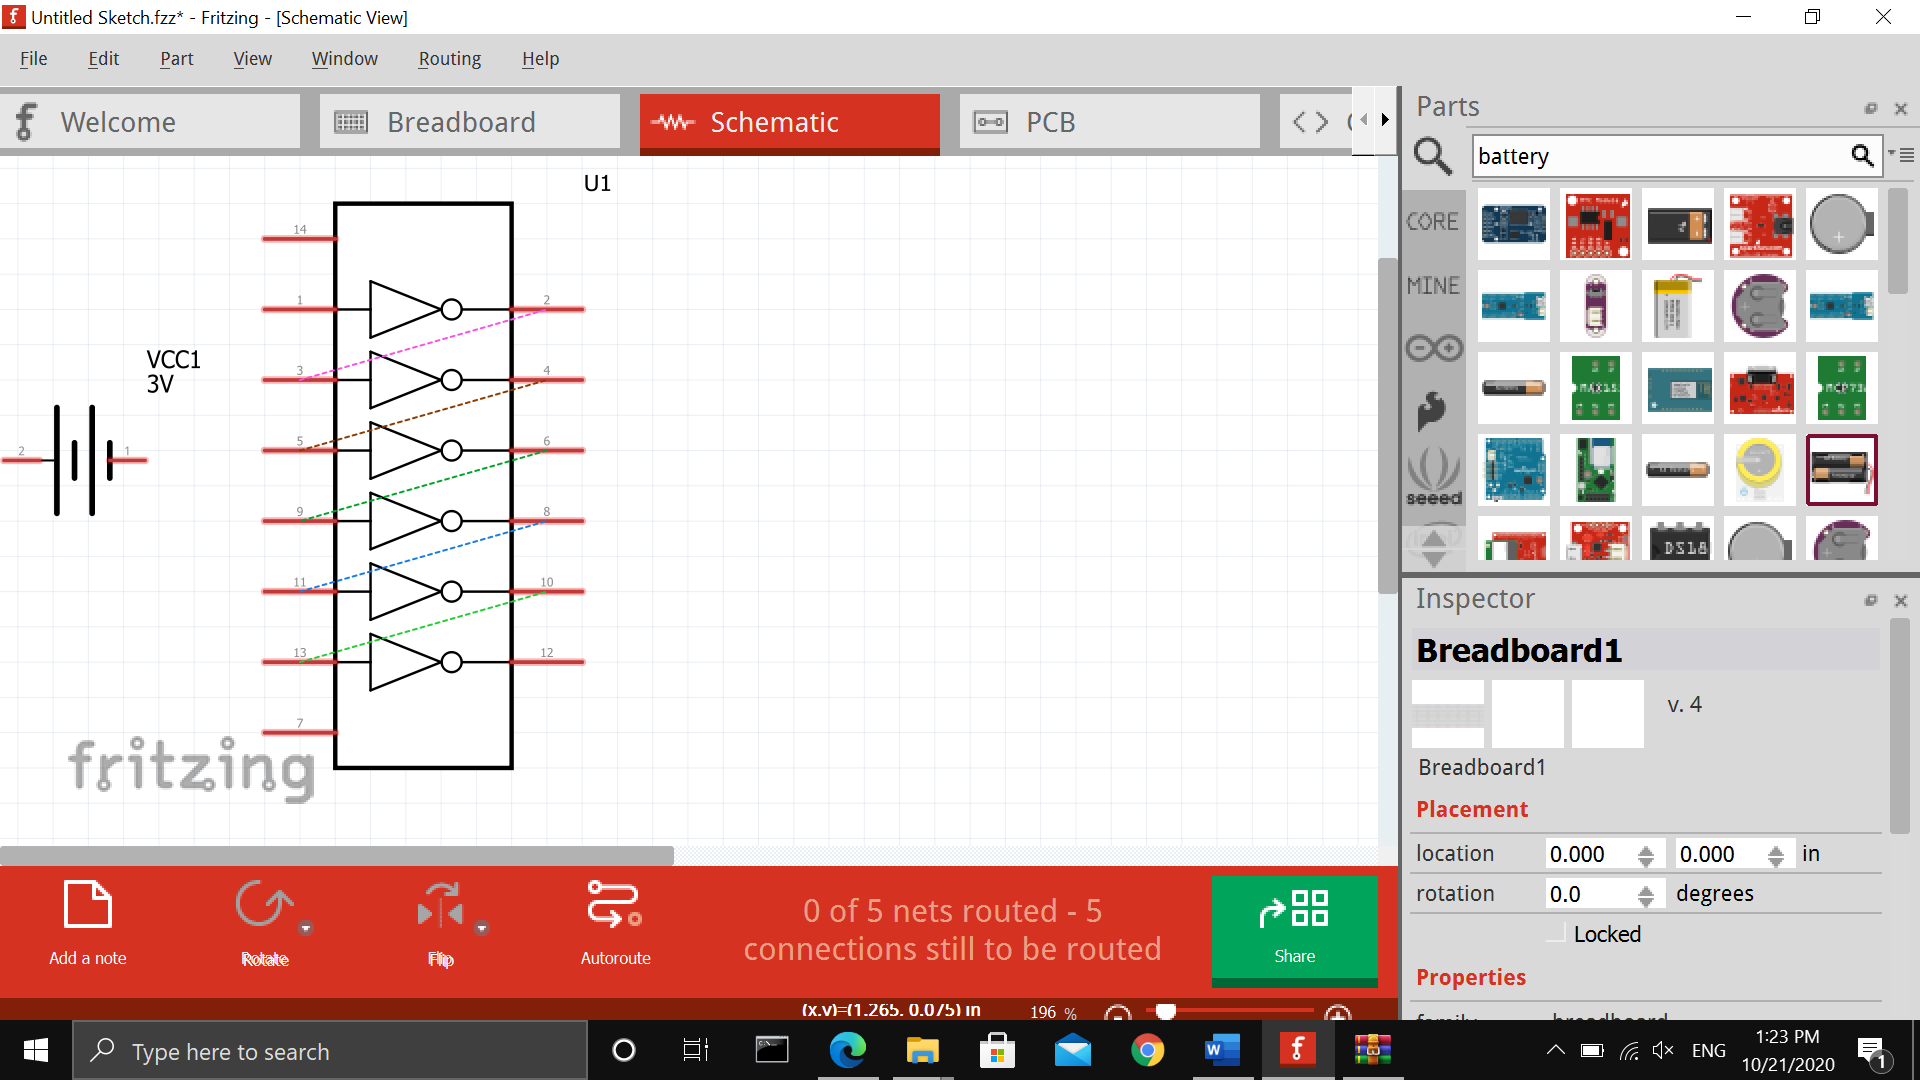 Untitled Sketch.fzz* - Fritzing - [Schematic View]
File Edit Part View Window Routing Help
Welcome Breadboard Schematic PCB
U1
14
1 2
3 4
5 6
9 8
11 10
13 12
7
VCC1
3V
2 1
fritzing
Parts
battery
CORE
MINE
seeed
Inspector
Breadboard1
v. 4
Breadboard1
Placement
location 0.000 0.000 in
rotation 0.0 degrees
Locked
Properties
Add a note Rotate Flip Autoroute
0 of 5 nets routed - 5
connections still to be routed
Share
(x,y)=(1.265, 0.075) in 196 %
family breadboard
Type here to search
ENG
1:23 PM
10/21/2020
1